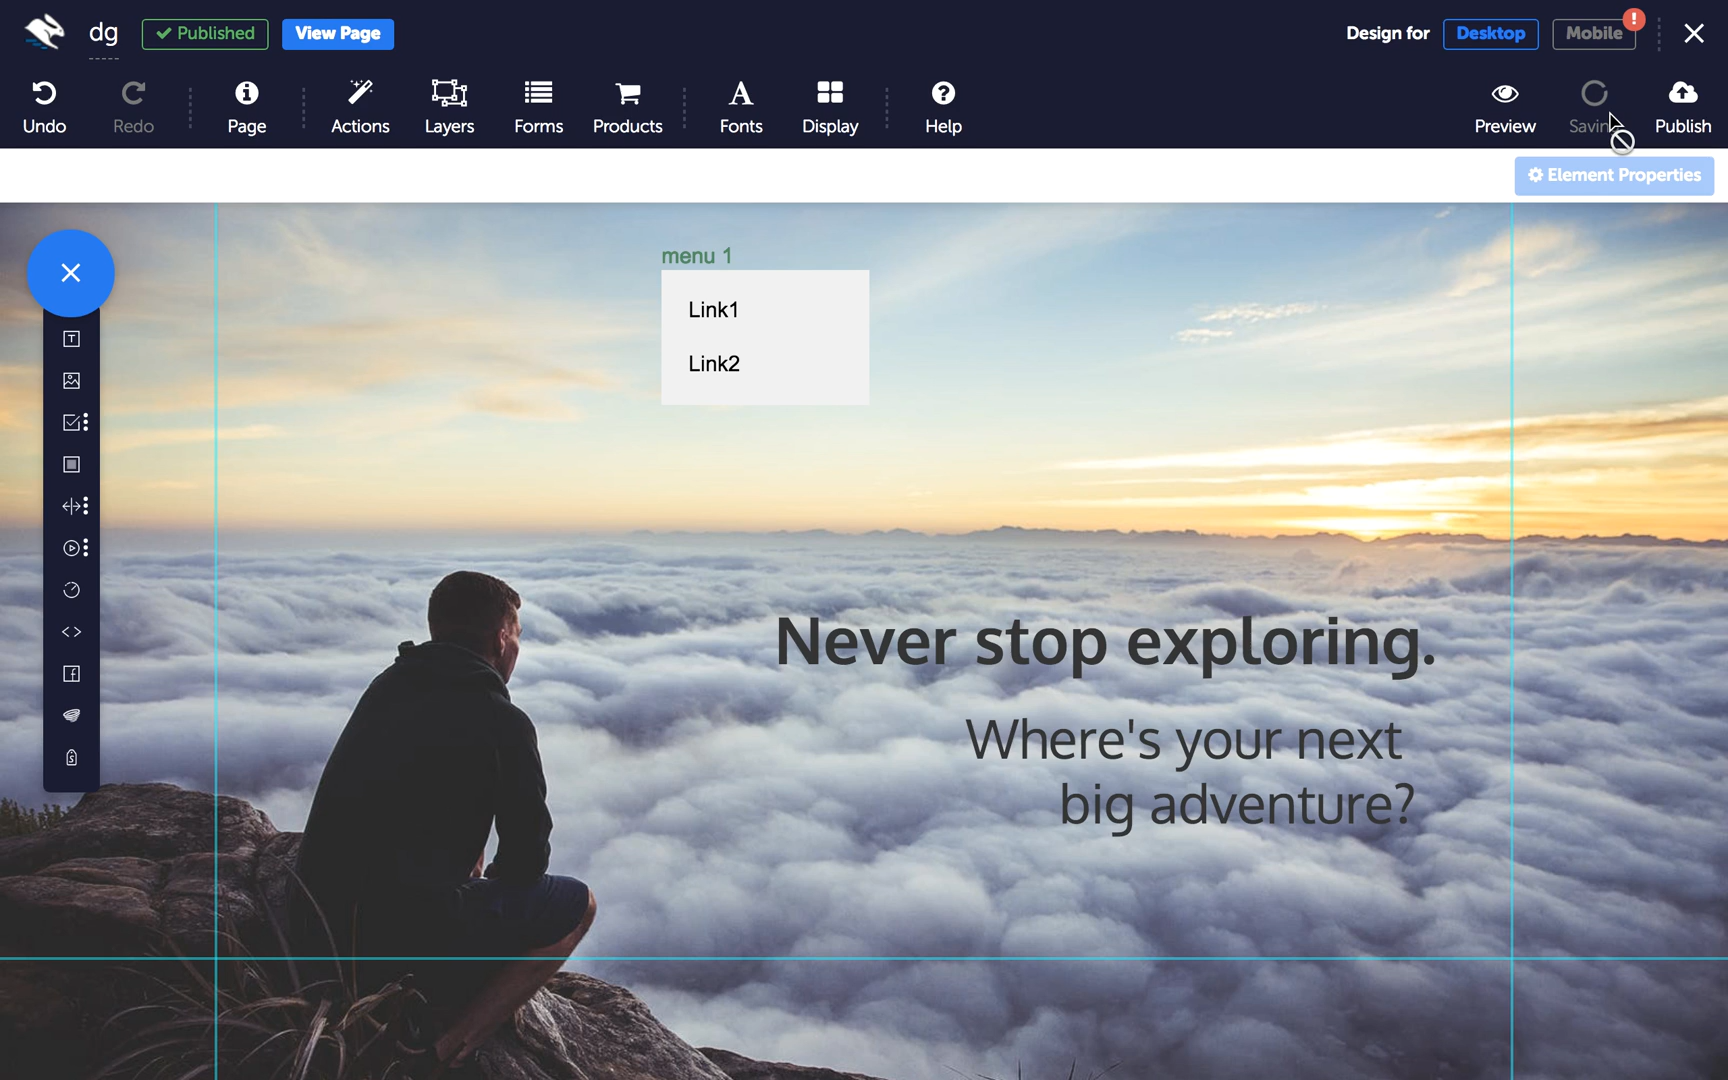 dg
Published
View Page
Design for
Desktop
Mobile
!
Undo
Redo
Page
Actions
Layers
Forms
Products
Fonts
Display
Help
Preview
Publish
Element Properties
menu 1
Link1
Link2
Never stop exploring.
Where's your next
big adventure?